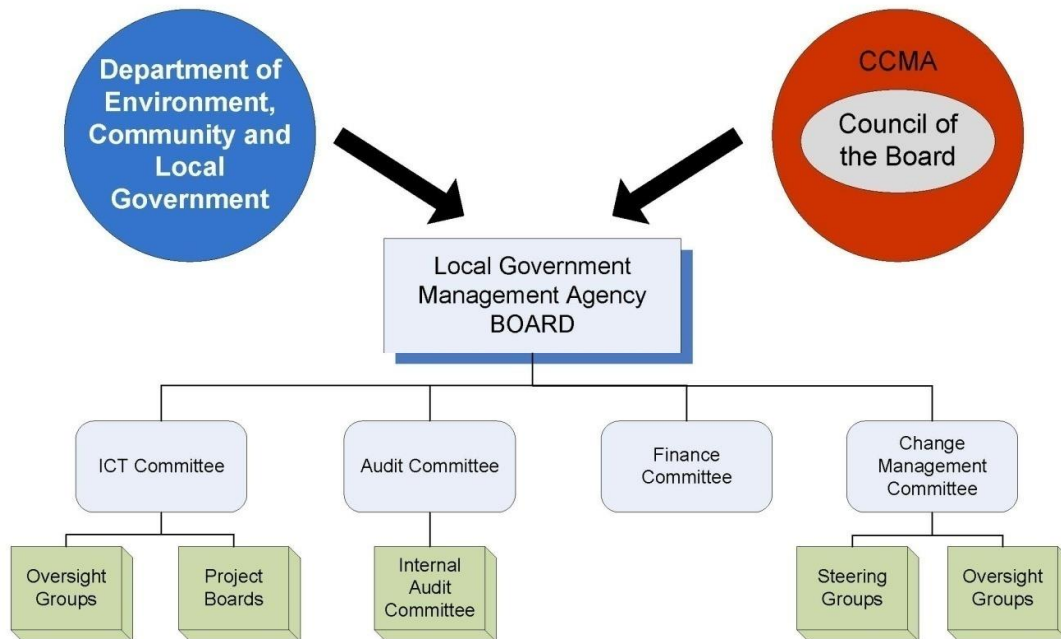 Department of
Environment,
Community and
Local
Government
CCMA
Council of
the Board
Local Government
Management Agency
BOARD
ICT Committee
Audit Committee
Finance
Committee
Change
Management
Committee
Oversight
Groups
Project
Boards
Internal
Audit
Committee
Steering
Groups
Oversight
Groups